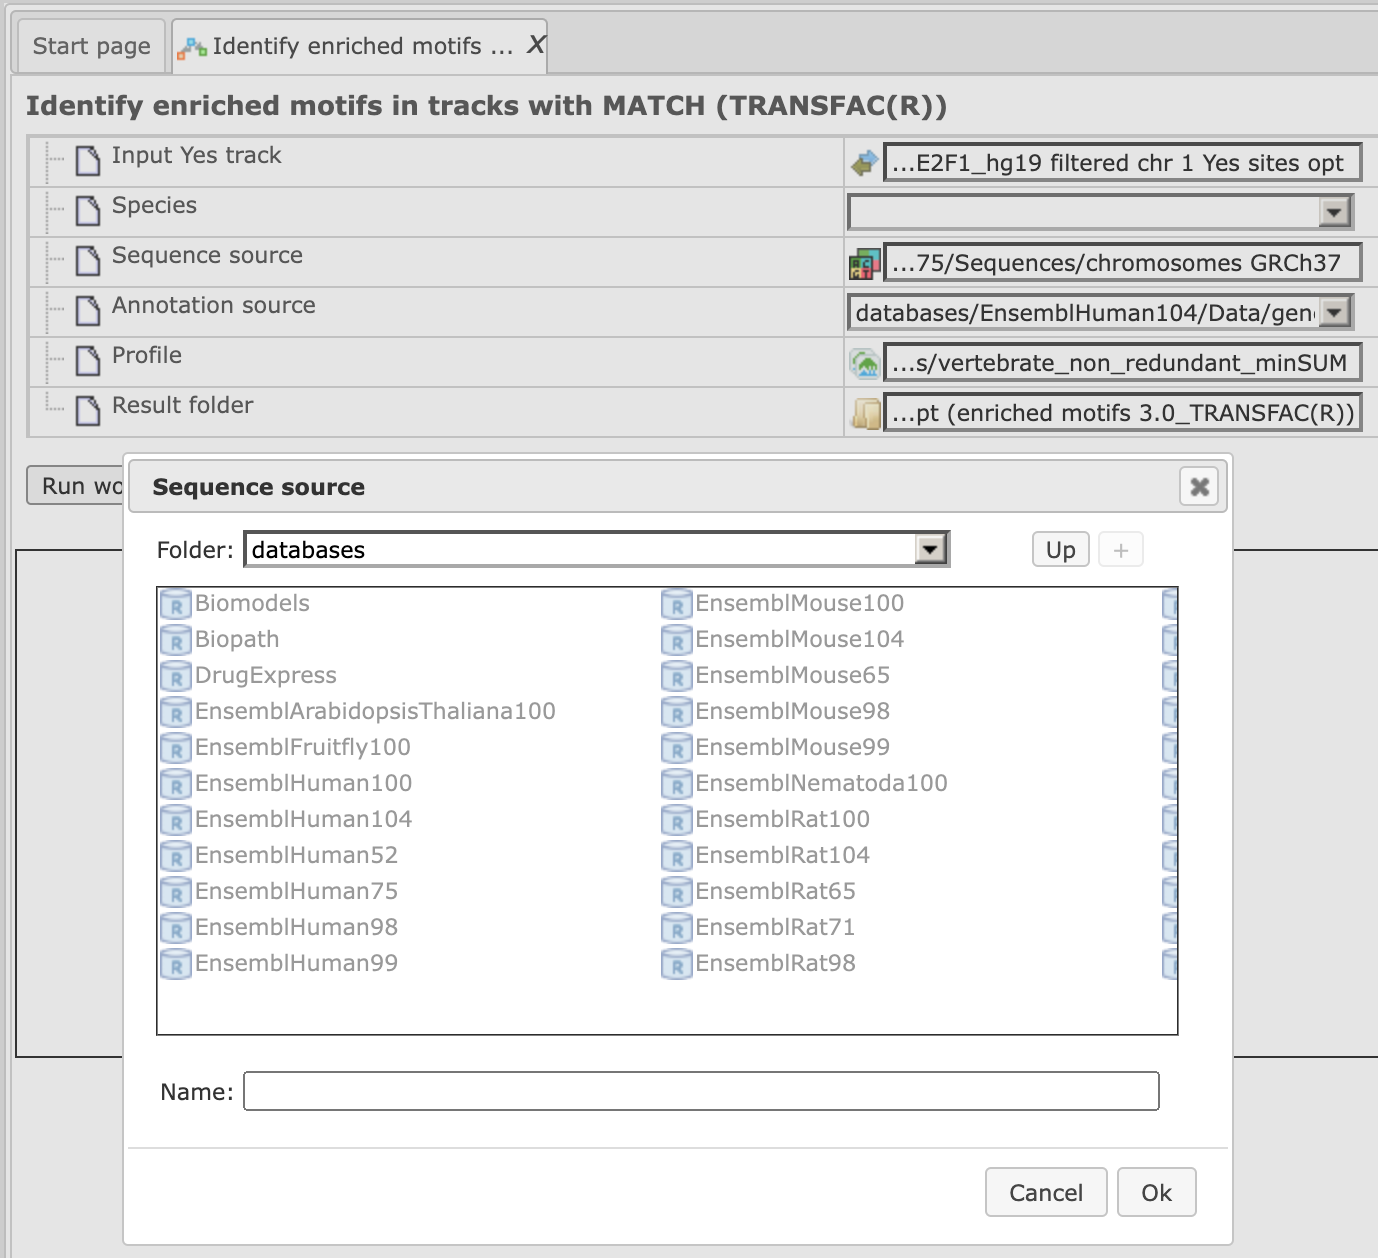 Start page
Identify enriched motifs ... X
Identify enriched motifs in tracks with MATCH (TRANSFAC(R))
Input Yes track
...E2F1_hg19 filtered chr 1 Yes sites opt
Species
Sequence source
...75/Sequences/chromosomes GRCh37
Annotation source
databases/EnsemblHuman104/Data/gen
Profile
...s/vertebrate_non_redundant_minSUM
Result folder
...pt (enriched motifs 3.0_TRANSFAC(R))
Run wo
Sequence source
Folder: databases
Up +
Biomodels
Biopath
DrugExpress
EnsemblArabidopsisThaliana100
EnsemblFruitfly100
EnsemblHuman100
EnsemblHuman104
EnsemblHuman52
EnsemblHuman75
EnsemblHuman98
EnsemblHuman99
EnsemblMouse100
EnsemblMouse104
EnsemblMouse65
EnsemblMouse98
EnsemblMouse99
EnsemblNematoda100
EnsemblRat100
EnsemblRat104
EnsemblRat65
EnsemblRat71
EnsemblRat98
Name:
Cancel Ok